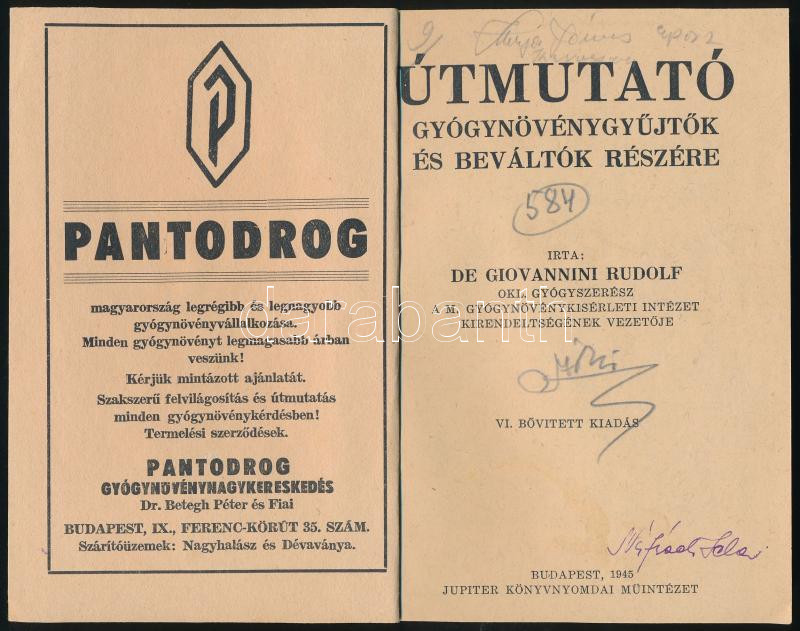 P
PANTODROG
magyarország legrégibb és legnagyobb
gyógynövényvállalkozása.
Minden gyógynövényt legmagasabb árban
veszünk!
Kérjük mintázott ajánlatát.
Szakszerű felvilágosítás és útmutatás
minden gyógynövénykérdésben!
Termelési szerződések.
PANTODROG
GYÓGYNÖVÉNYNAGYKERESKEDÉS
Dr. Betegh Péter és Fiai
BUDAPEST, IX., FERENC-KÖRÚT 35. SZÁM.
Szárítóüzemek: Nagyhalász és Dévaványa.
ÚTMUTATÓ
GYÓGYNÖVÉNYGYŰJTŐK
ÉS BEVÁLTÓK RÉSZÉRE
584
IRTA:
DE GIOVANNINI RUDOLF
OKL. GYÓGYSZERÉSZ
A M. GYÓGYNÖVÉNYKISÉRLETI INTÉZET
KIRENDELTSÉGÉNEK VEZETŐJE
VI. BŐVITETT KIADÁS
BUDAPEST, 1945
JUPITER KÖNYVNYOMDAI MŰINTÉZET
darabanth